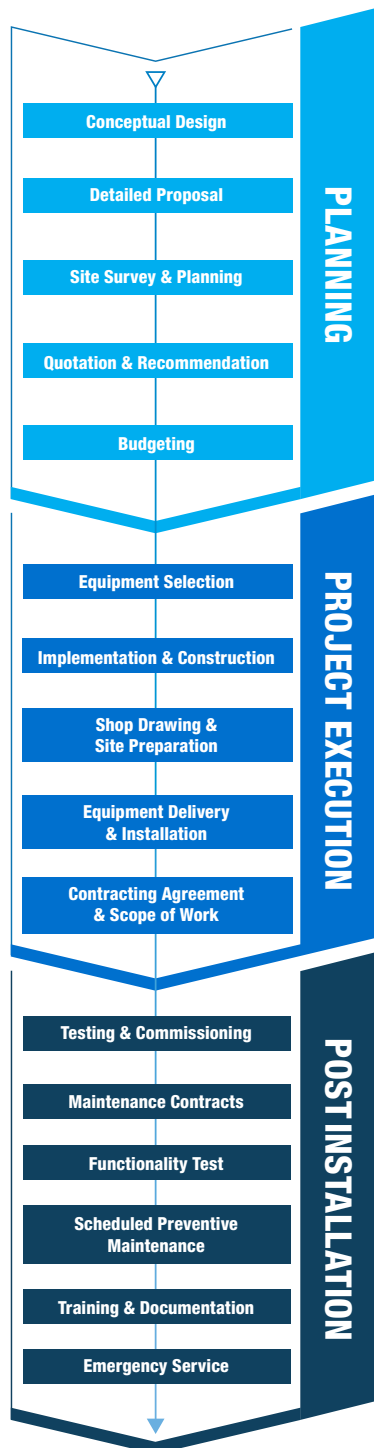 PLANNING
Conceptual Design
Detailed Proposal
Site Survey & Planning
Quotation & Recommendation
Budgeting
PROJECT EXECUTION
Equipment Selection
Implementation & Construction
Shop Drawing &
Site Preparation
Equipment Delivery
& Installation
Contracting Agreement
& Scope of Work
POST INSTALLATION
Testing & Commissioning
Maintenance Contracts
Functionality Test
Scheduled Preventive
Maintenance
Training & Documentation
Emergency Service